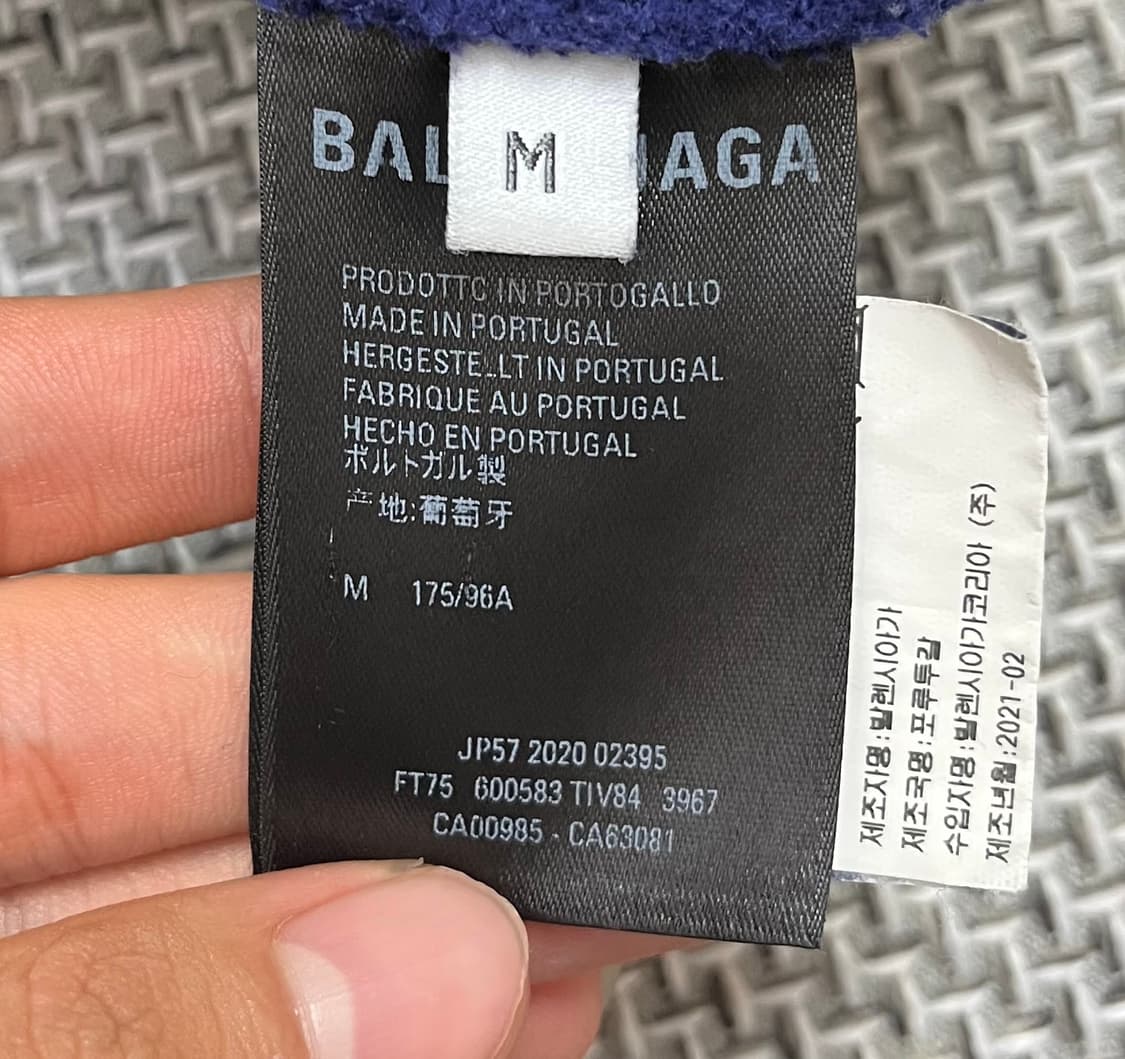 M
BAL AGA
PRODOTTO IN PORTOGALLO
MADE IN PORTUGAL
HERGESTELLT IN PORTUGAL
FABRIQUE AU PORTUGAL
HECHO EN PORTUGAL
ポルトガル製
产地:葡萄牙
M 175/96A
JP57 2020 02395
FT75 600583 TIV84 3967
CA00985 - CA63081
제조자명:발렌시아가
제조국명:포루투갈
수입자명:발렌시아가코리아 (주)
제조년월:2021-02